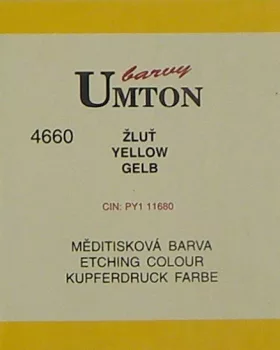 barvy
UMTON
4660 ŽLUŤ
YELLOW
GELB
CIN: PY1 11680
MĚDITISKOVÁ BARVA
ETCHING COLOUR
KUPFERDRUCK FARBE